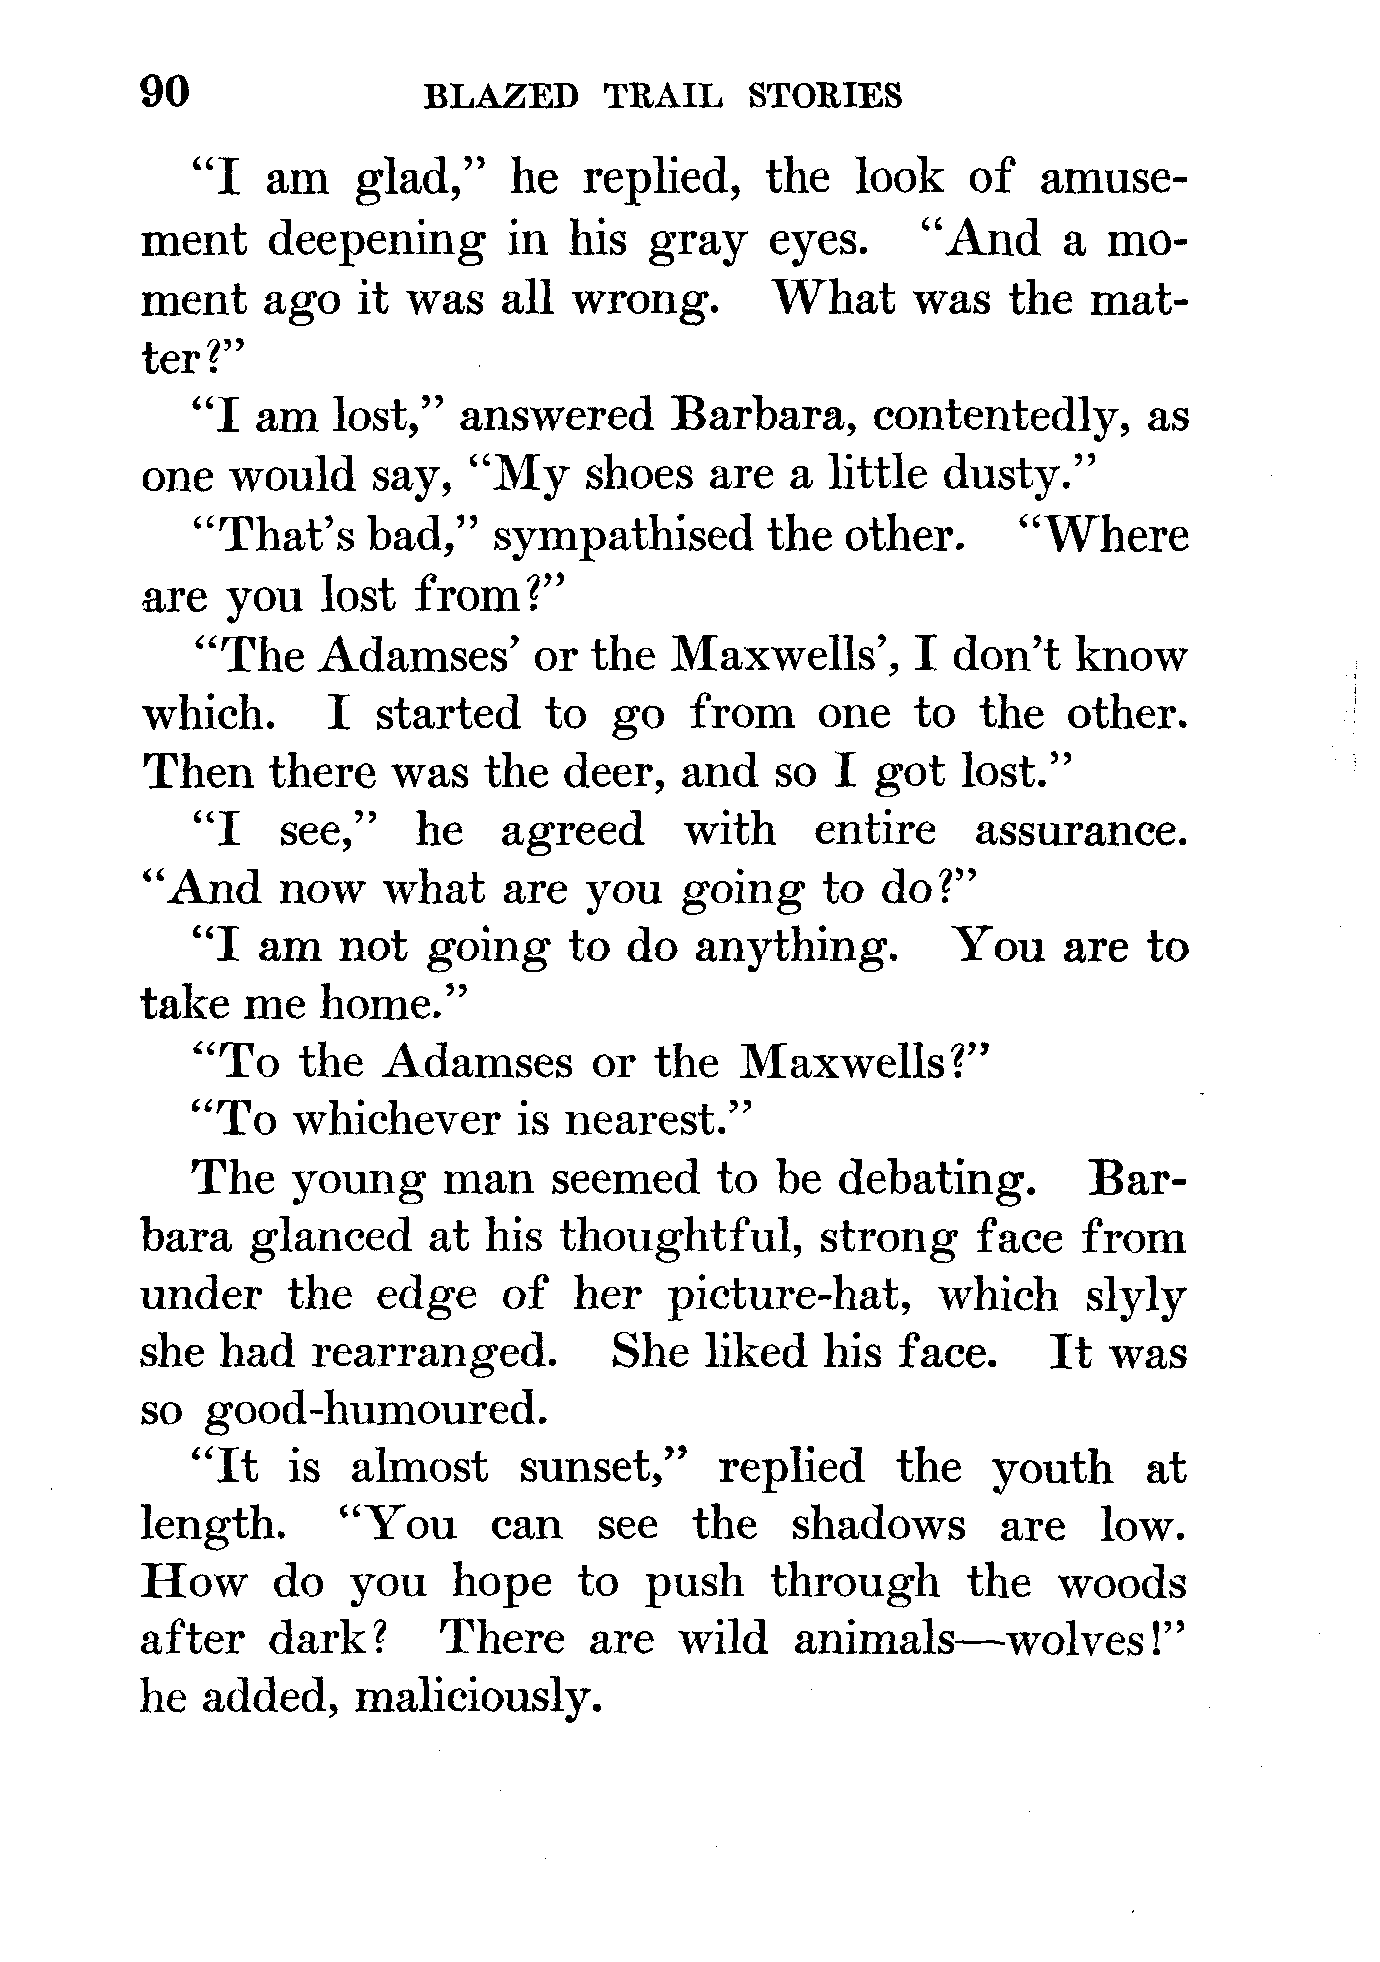 90 BLAZED TRAIL STORIES
“I am glad,” he replied, the look of amuse-
ment deepening in his gray eyes. “And a mo-
ment ago it was all wrong. What was the mat-
ter?”
“I am lost,” answered Barbara, contentedly, as
one would say, “My shoes are a little dusty.”
“That’s bad,” sympathised the other. “Where
are you lost from?”
“The Adamses’ or the Maxwells’, I don’t know
which. I started to go from one to the other.
Then there was the deer, and so I got lost.”
“I see,” he agreed with entire assurance.
“And now what are you going to do?”
“I am not going to do anything. You are to
take me home.”
“To the Adamses or the Maxwells?”
“To whichever is nearest.”
The young man seemed to be debating. Bar-
bara glanced at his thoughtful, strong face from
under the edge of her picture-hat, which slyly
she had rearranged. She liked his face. It was
so good-humoured.
“It is almost sunset,” replied the youth at
length. “You can see the shadows are low.
How do you hope to push through the woods
after dark? There are wild animals—wolves!”
he added, maliciously.